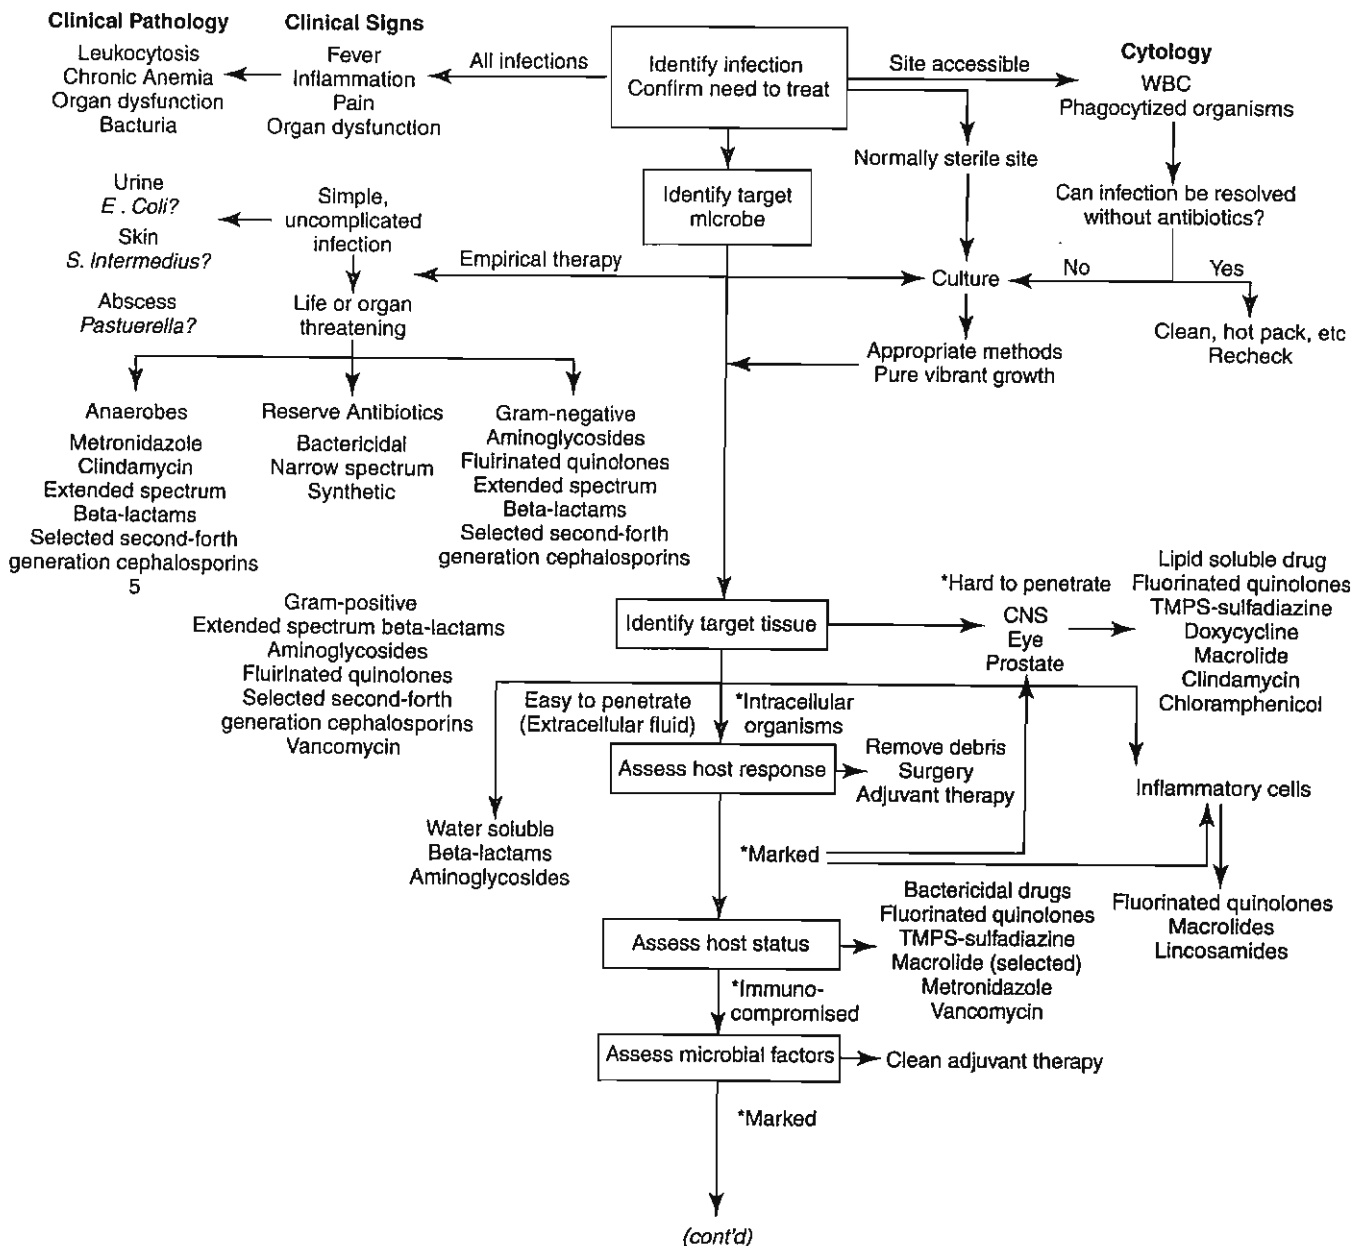 Clinical Pathology
Leukocytosis
Chronic Anemia
Organ dysfunction
Bacturia
Clinical Signs
Fever
Inflammation
Pain
Organ dysfunction
All infections
Identify infection
Confirm need to treat
Site accessible
Cytology
WBC
Phagocytized organisms
Normally sterile site
Can infection be resolved
without antibiotics?
Identify target
microbe
Urine
E . Coli?
Skin
S. Intermedius?
Abscess
Pastuerella?
Simple,
uncomplicated
infection
Empirical therapy
Culture
No
Yes
Life or organ
threatening
Clean, hot pack, etc
Recheck
Appropriate methods
Pure vibrant growth
Anaerobes
Metronidazole
Clindamycin
Extended spectrum
Beta-lactams
Selected second-forth
generation cephalosporins
5
Reserve Antibiotics
Bactericidal
Narrow spectrum
Synthetic
Gram-negative
Aminoglycosides
Fluirinated quinolones
Extended spectrum
Beta-lactams
Selected second-forth
generation cephalosporins
Gram-positive
Extended spectrum beta-lactams
Aminoglycosides
Fluirlnated quinolones
Selected second-forth
generation cephalosporins
Vancomycin
Identify target tissue
*Hard to penetrate
CNS
Eye
Prostate
Lipid soluble drug
Fluorinated quinolones
TMPS-sulfadiazine
Doxycycline
Macrolide
Clindamycin
Chloramphenicol
Easy to penetrate
(Extracellular fluid)
*Intracellular
organisms
Assess host response
Remove debris
Surgery
Adjuvant therapy
Inflammatory cells
Water soluble
Beta-lactams
Aminoglycosides
*Marked
Fluorinated quinolones
Macrolides
Lincosamides
Assess host status
Bactericidal drugs
Fluorinated quinolones
TMPS-sulfadiazine
Macrolide (selected)
Metronidazole
Vancomycin
*Immuno-
compromised
Assess microbial factors
Clean adjuvant therapy
*Marked
(cont'd)